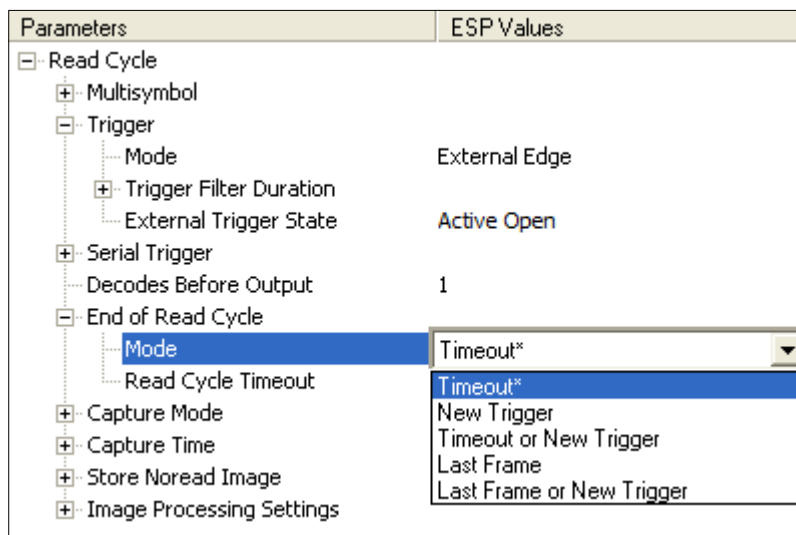 Parameters ESP Values
Read Cycle
Multisymbol
Trigger
Mode External Edge
Trigger Filter Duration
External Trigger State Active Open
Serial Trigger
Decodes Before Output 1
End of Read Cycle
Mode Timeout*
Read Cycle Timeout Timeout*
Capture Mode New Trigger
Capture Time Timeout or New Trigger
Store Noread Image Last Frame
Image Processing Settings Last Frame or New Trigger